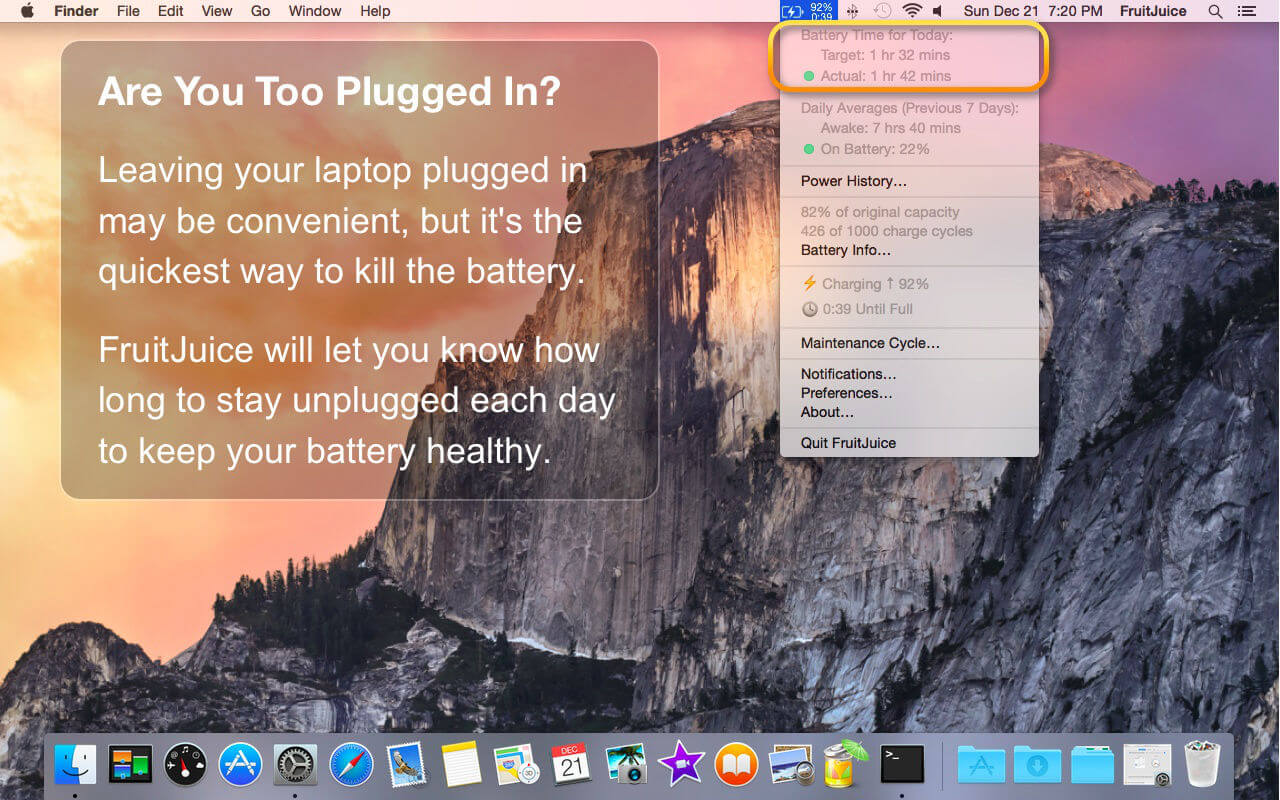 Finder File Edit View Go Window Help 92% 0:39 Sun Dec 21 7:20 PM FruitJuice
Are You Too Plugged In?
Leaving your laptop plugged in
may be convenient, but it's the
quickest way to kill the battery.
FruitJuice will let you know how
long to stay unplugged each day
to keep your battery healthy.
Battery Time for Today:
Target: 1 hr 32 mins
Actual: 1 hr 42 mins
Daily Averages (Previous 7 Days):
Awake: 7 hrs 40 mins
On Battery: 22%
Power History...
82% of original capacity
426 of 1000 charge cycles
Battery Info...
Charging ↑ 92%
0:39 Until Full
Maintenance Cycle...
Notifications...
Preferences...
About...
Quit FruitJuice
DEC
21
3D
>_